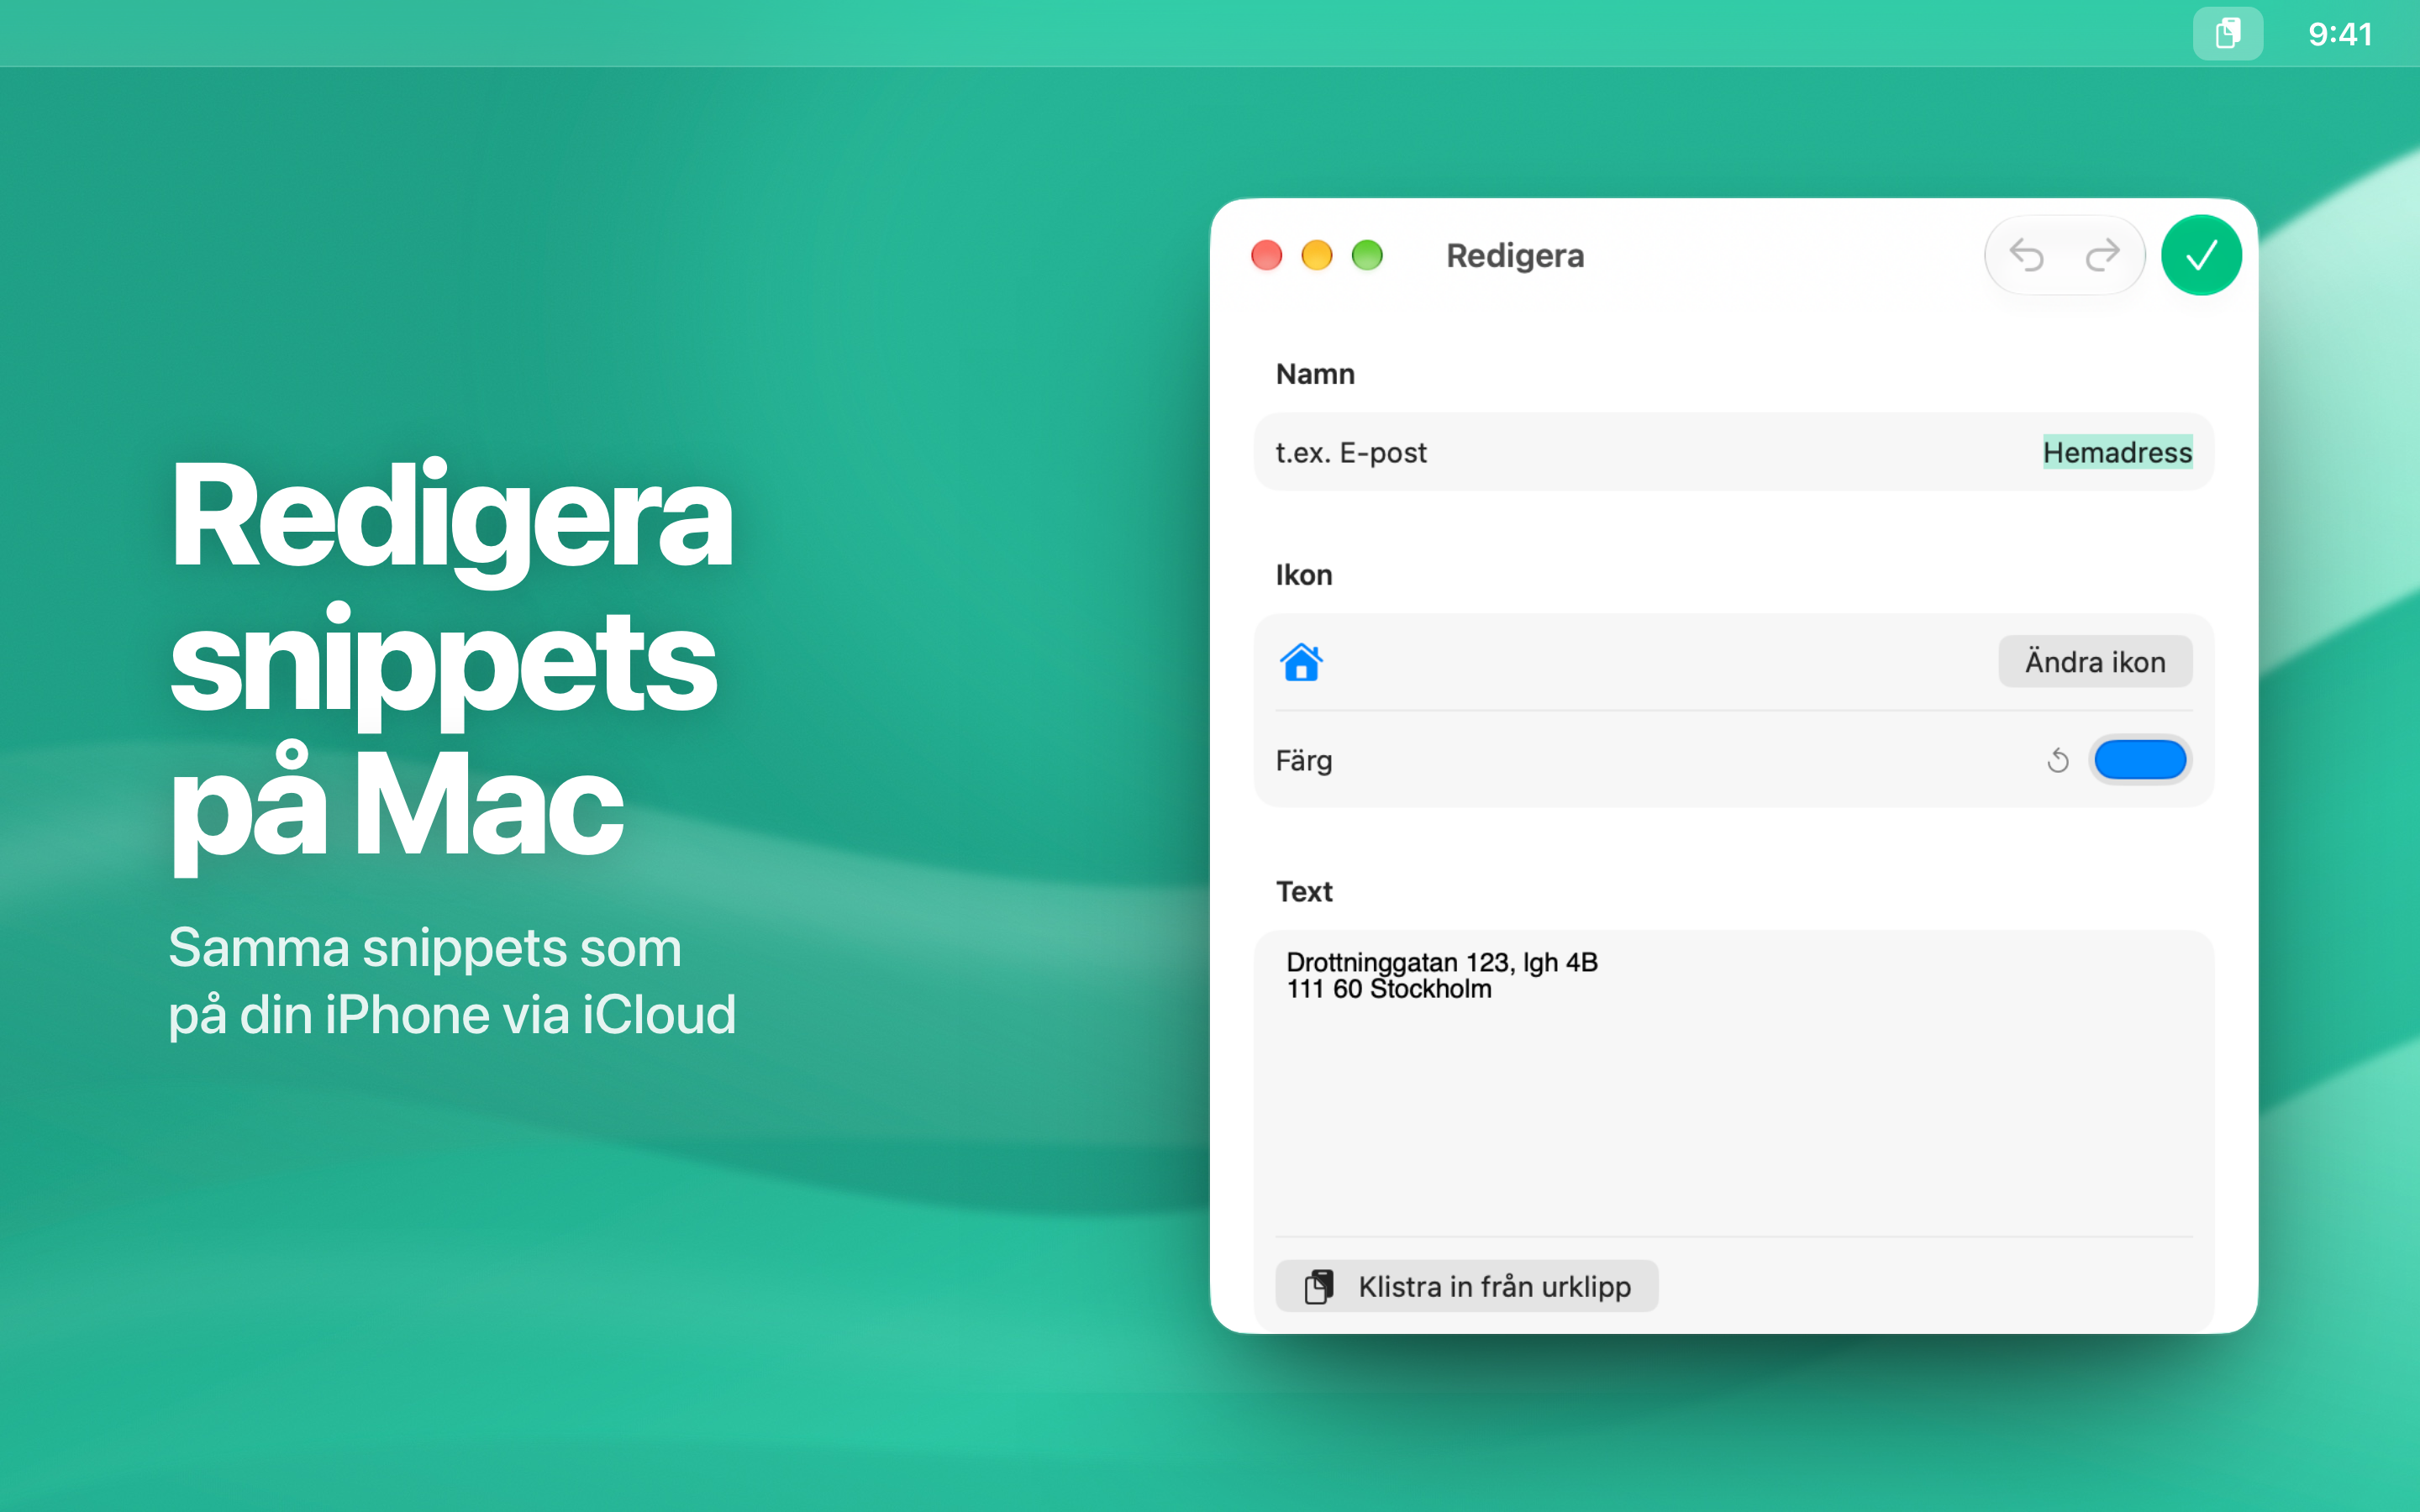 9:41
Redigera
snippets
på Mac
Samma snippets som
på din iPhone via iCloud
Redigera
Namn
t.ex. E-post Hemadress
Ikon
Ändra ikon
Färg
Text
Drottninggatan 123, lgh 4B
111 60 Stockholm
Klistra in från urklipp